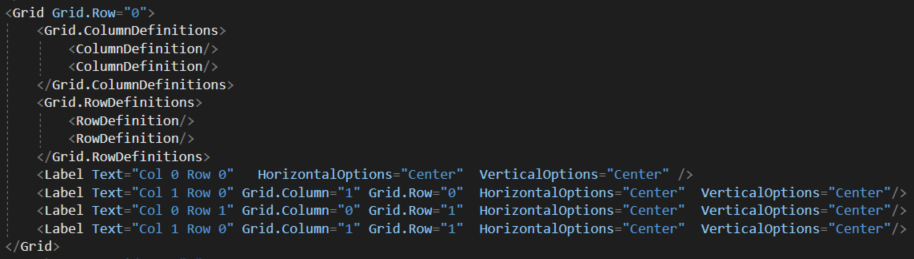 <Grid Grid.Row="0">
    <Grid.ColumnDefinitions>
        <ColumnDefinition/>
        <ColumnDefinition/>
    </Grid.ColumnDefinitions>
    <Grid.RowDefinitions>
        <RowDefinition/>
        <RowDefinition/>
    </Grid.RowDefinitions>
    <Label Text="Col 0 Row 0"   HorizontalOptions="Center"  VerticalOptions="Center" />
    <Label Text="Col 1 Row 0" Grid.Column="1" Grid.Row="0"  HorizontalOptions="Center"  VerticalOptions="Center"/>
    <Label Text="Col 0 Row 1" Grid.Column="0" Grid.Row="1"  HorizontalOptions="Center"  VerticalOptions="Center"/>
    <Label Text="Col 1 Row 0" Grid.Column="1" Grid.Row="1"  HorizontalOptions="Center"  VerticalOptions="Center"/>
</Grid>